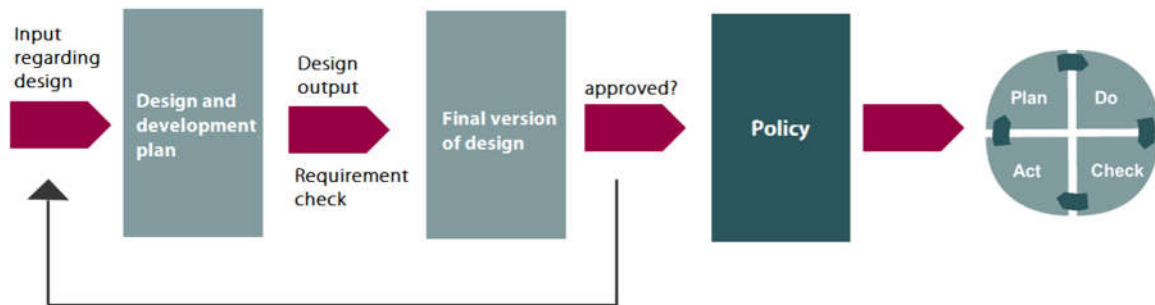 Input
regarding
design
Design and
development
plan
Design
output
Requirement
check
Final version
of design
approved?
Policy
Plan
Do
Act
Check